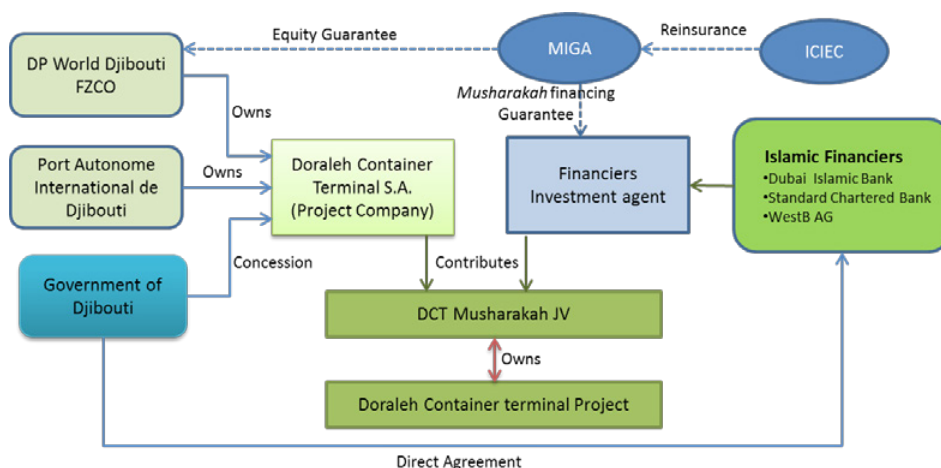 Equity Guarantee
DP World Djibouti
FZCO
MIGA
Reinsurance
ICIEC
Owns
Musharakah financing
Guarantee
Port Autonome
International de
Djibouti
Owns
Doraleh Container
Terminal S.A.
(Project Company)
Financiers
Investment agent
Islamic Financiers
•Dubai Islamic Bank
•Standard Chartered Bank
•WestB AG
Government of
Djibouti
Concession
Contributes
DCT Musharakah JV
Owns
Doraleh Container terminal Project
Direct Agreement